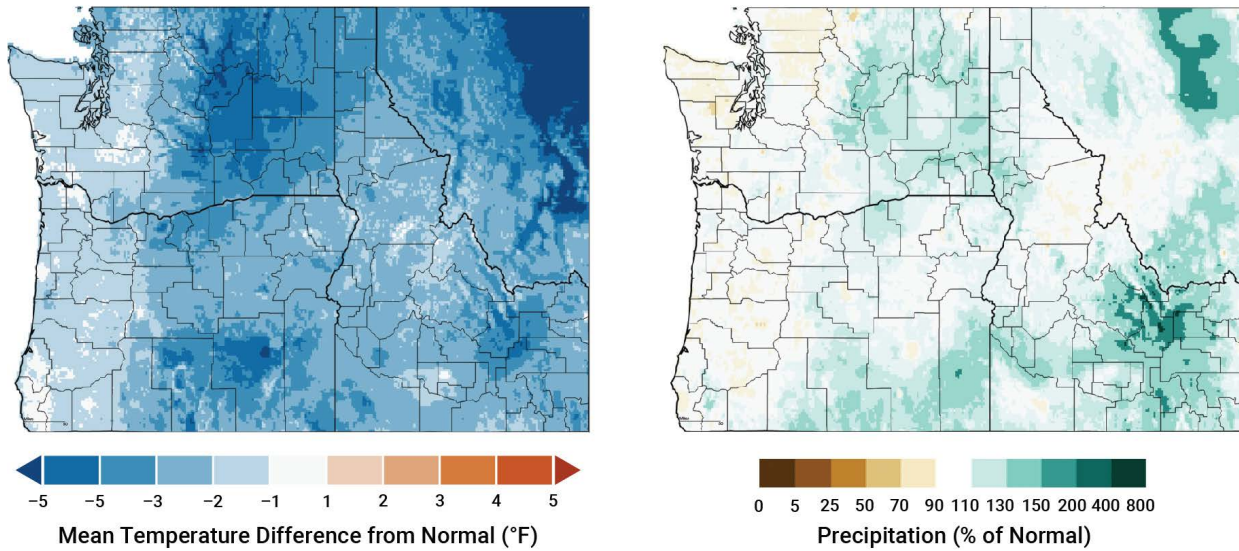 −5 −5 −3 −2 −1 1 2 3 4 5
Mean Temperature Difference from Normal (°F)
0 5 25 50 70 90 110 130 150 200 400 800
Precipitation (% of Normal)